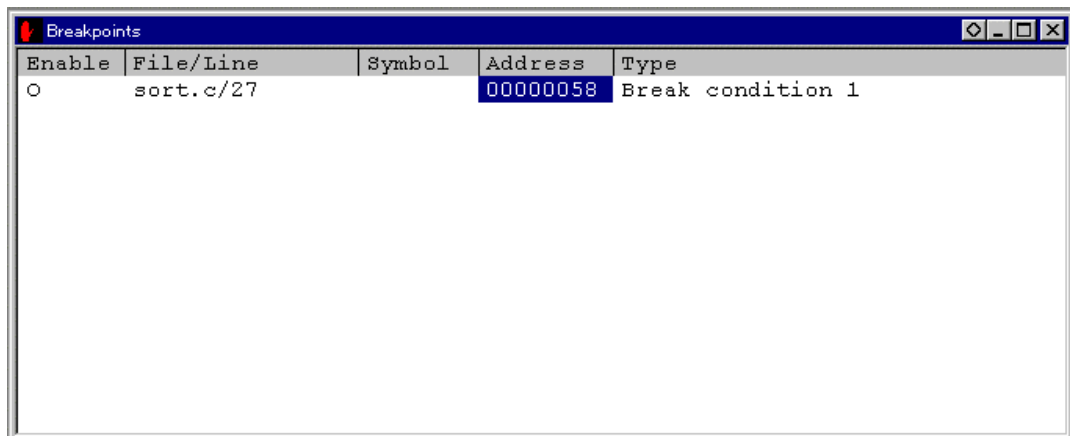 Breakpoints
Enable File/Line Symbol Address Type
O sort.c/27 00000058 Break condition 1